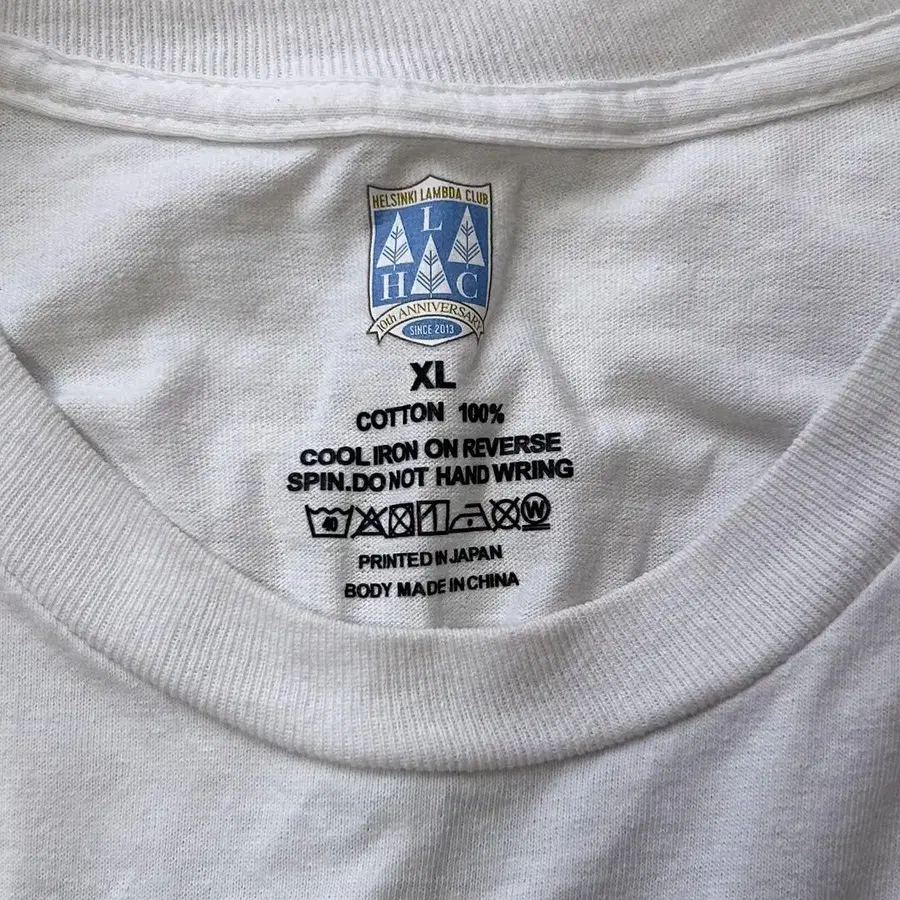 HELSINKI LAMBDA CLUB
L
H C
10th ANNIVERSARY
SINCE 2013
XL
COTTON 100%
COOL IRON ON REVERSE
SPIN.DO NOT HAND WRING
40 W
PRINTED IN JAPAN
BODY MADE IN CHINA